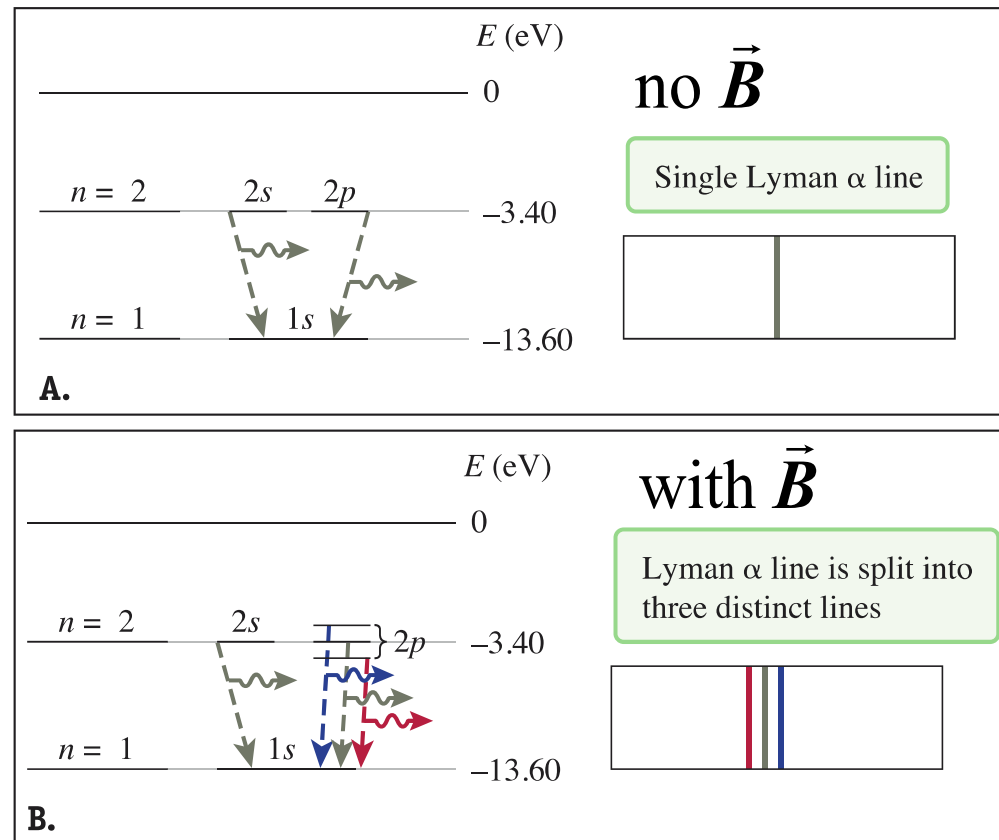 E (eV)
no B⃗
0
Single Lyman α line
n = 2 2s 2p
–3.40
n = 1 1s
–13.60
A.
E (eV)
with B⃗
0
Lyman α line is split into
three distinct lines
n = 2 2s 2p –3.40
n = 1 1s
–13.60
B.